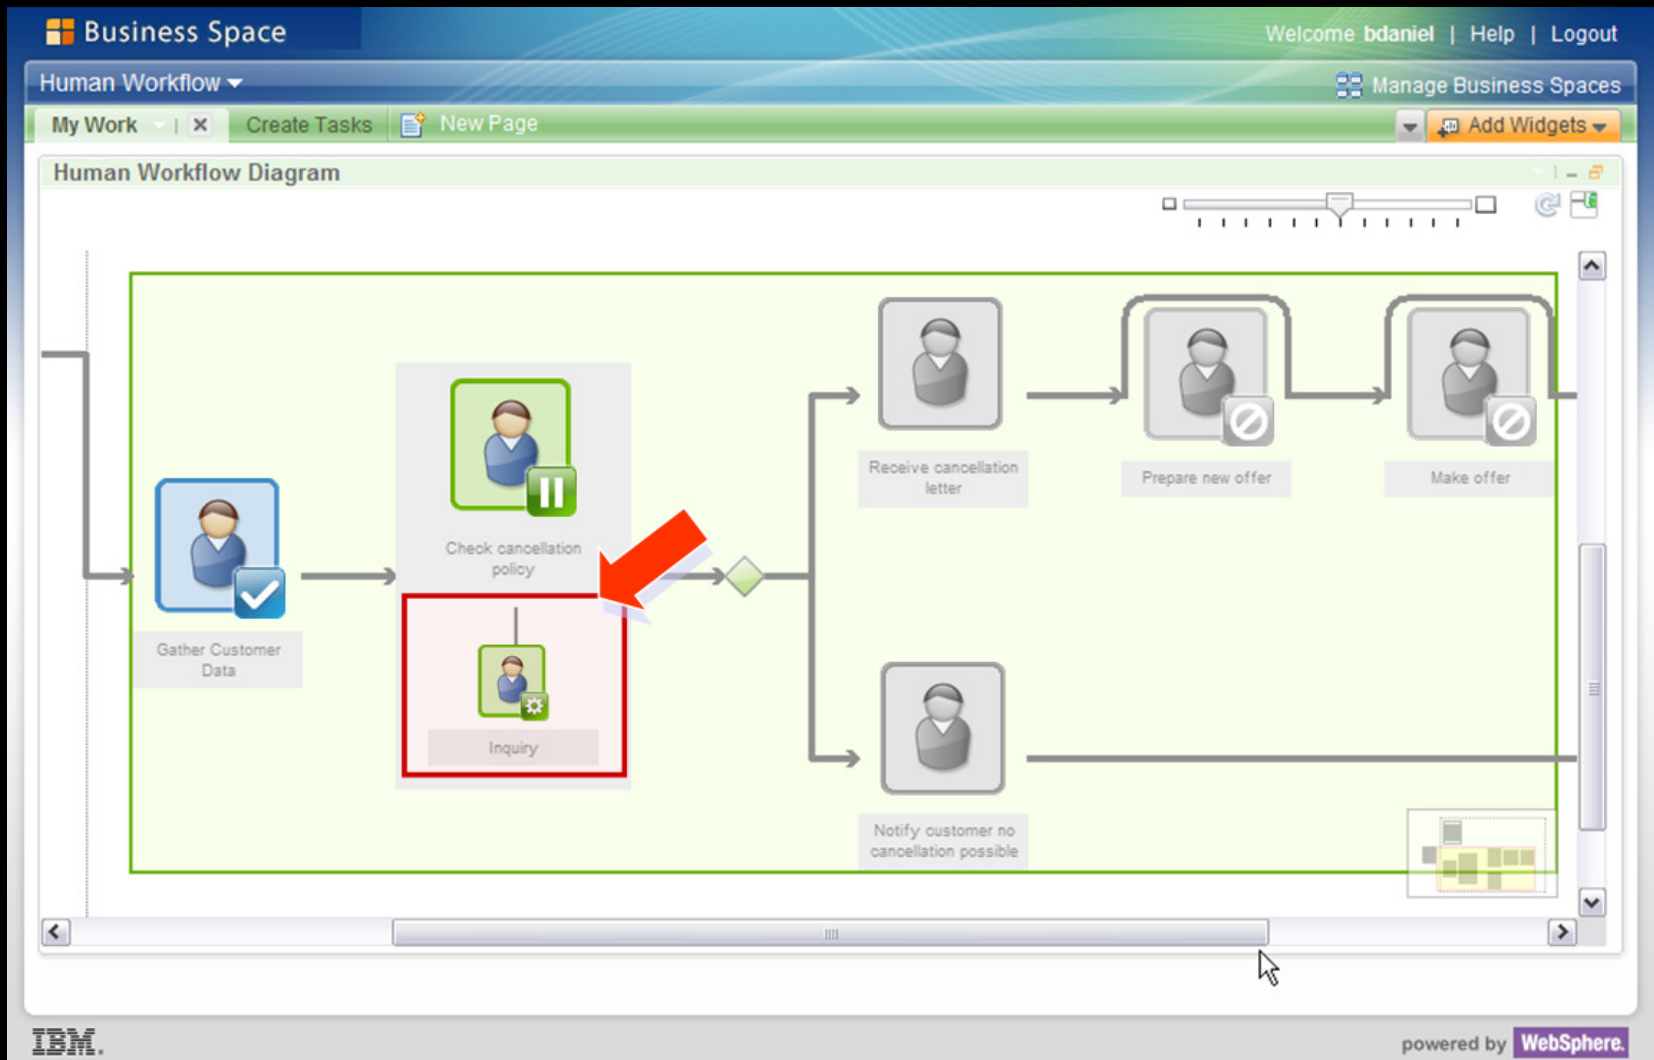 Business Space
Welcome bdaniel | Help | Logout
Human Workflow
Manage Business Spaces
My Work
Create Tasks
New Page
Add Widgets
Human Workflow Diagram
Receive cancellation
letter
Prepare new offer
Make offer
Check cancellation
policy
Gather Customer
Data
Inquiry
Notify customer no
cancellation possible
IBM.
powered by WebSphere.